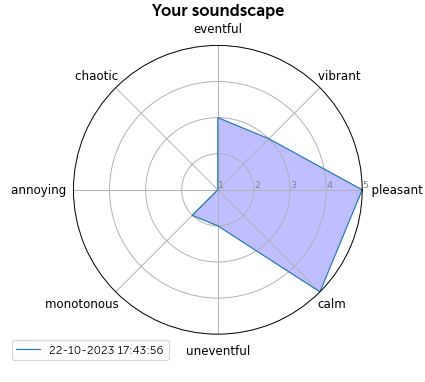 Your soundscape
eventful
chaotic
vibrant
annoying
1 2 3 4 5
pleasant
monotonous
calm
uneventful
22-10-2023 17:43:56